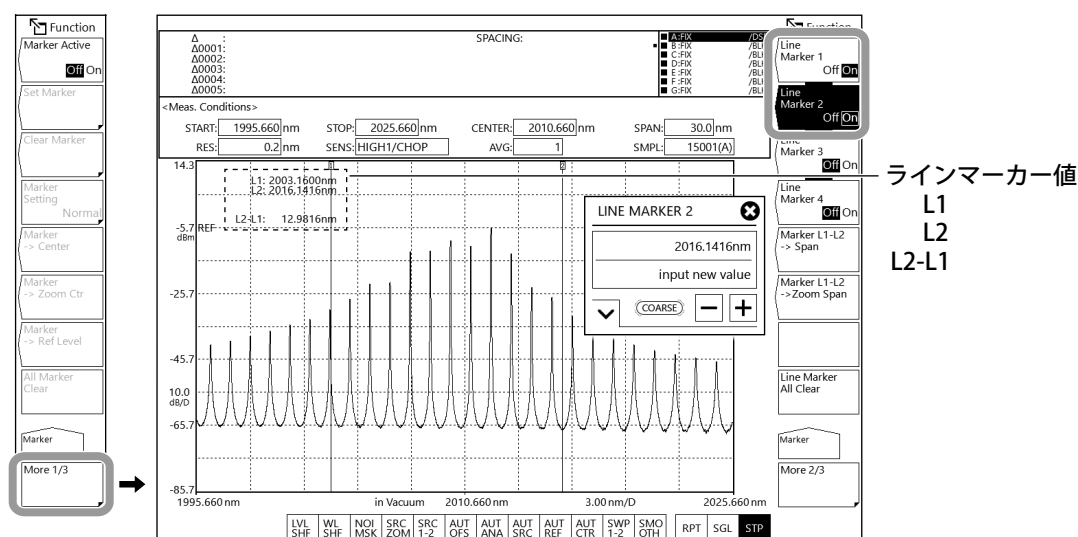 Function
Marker Active
Off On
Set Marker
Clear Marker
Marker
Setting
Normal
Marker
-> Center
Marker
-> Zoom Ctr
Marker
-> Ref Level
All Marker
Clear
Marker
More 1/3
Δ :
Δ0001:
Δ0002:
Δ0003:
Δ0004:
Δ0005:
SPACING:
A:FIX /DS
B:FIX /BL
C:FIX /BL
D:FIX /BL
E:FIX /BL
F:FIX /BL
G:FIX /BL
<Meas. Conditions>
START: 1995.660 nm STOP: 2025.660 nm CENTER: 2010.660 nm SPAN: 30.0 nm
RES: 0.2 nm SENS: HIGH1/CHOP AVG: 1 SMPL: 15001(A)
14.3
1
2
L1: 2003.1600nm
L2: 2016.1416nm
L2-L1: 12.9816nm
-5.7 REF
dBm
-25.7
-45.7
10.0
dB/D
-65.7
-85.7
1995.660 nm in Vacuum 2010.660 nm 3.00 nm/D 2025.660 nm
LINE MARKER 2
2016.1416nm
input new value
COARSE
LVL SHF
WL SHF
NOI MSK
SRC ZOM
SRC 1-2
AUT OFS
AUT ANA
AUT SRC
AUT REF
AUT CTR
SWP 1-2
SMO OTH
RPT
SGL
STP
Function
Line
Marker 1
Off On
Line
Marker 2
Off On
Line
Marker 3
Off On
Line
Marker 4
Off On
Marker L1-L2
-> Span
Marker L1-L2
->Zoom Span
Line Marker
All Clear
Marker
More 2/3
ラインマーカー値
L1
L2
L2-L1